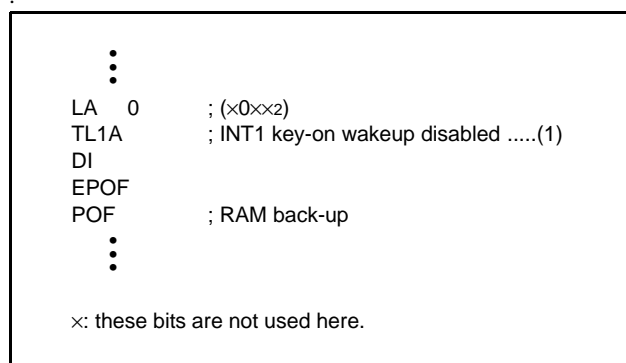 .
•
•
•
LA 0 ; (×0××2)
TL1A ; INT1 key-on wakeup disabled .....(1)
DI
EPOF
POF ; RAM back-up
•
•
•
×: these bits are not used here.